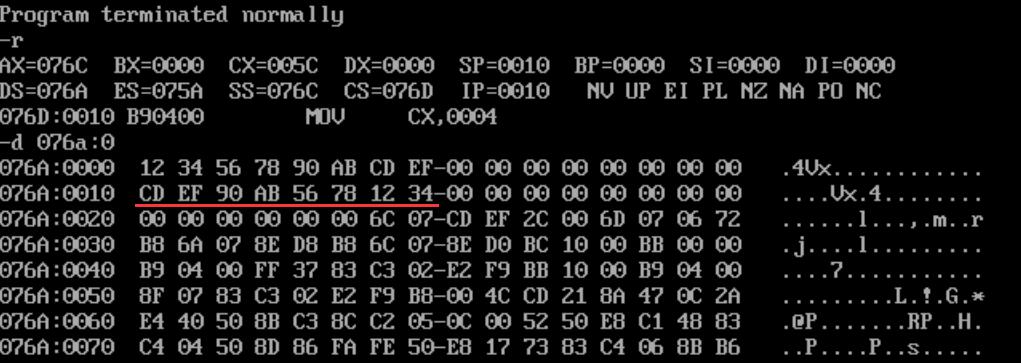 Program terminated normally
-r
AX=076C BX=0000 CX=005C DX=0000 SP=0010 BP=0000 SI=0000 DI=0000
DS=076A ES=075A SS=076C CS=076D IP=0010 NV UP EI PL NZ NA PO NC
076D:0010 B90400 MOV CX,0004
-d 076a:0
076A:0000 12 34 56 78 90 AB CD EF-00 00 00 00 00 00 00 00 .4Vx............
076A:0010 CD EF 90 AB 56 78 12 34-00 00 00 00 00 00 00 00 ....Vx.4........
076A:0020 00 00 00 00 00 00 6C 07-CD EF 2C 00 6D 07 06 72 ......l...,.m..r
076A:0030 B8 6A 07 8E D8 B8 6C 07-8E D0 BC 10 00 BB 00 00 .j....l.........
076A:0040 B9 04 00 FF 37 83 C3 02-E2 F9 BB 10 00 B9 04 00 ....7...........
076A:0050 8F 07 83 C3 02 E2 F9 B8-00 4C CD 21 8A 47 0C 2A .........L.!.G.*
076A:0060 E4 40 50 8B C3 8C C2 05-0C 00 52 50 E8 C1 48 83 .@P.......RP..H.
076A:0070 C4 04 50 8D 86 FA FE 50-E8 17 73 83 C4 06 8B B6 ..P....P..s.....